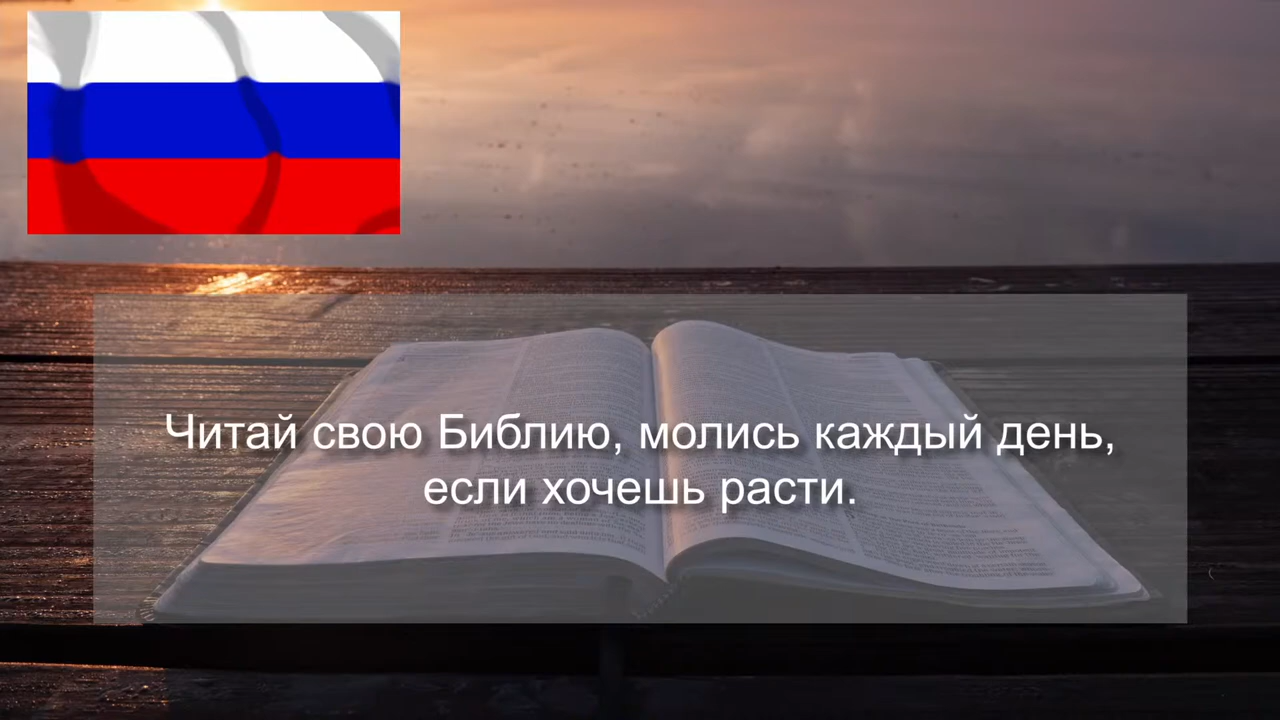 Читай свою Библию, молись каждый день,
если хочешь расти.